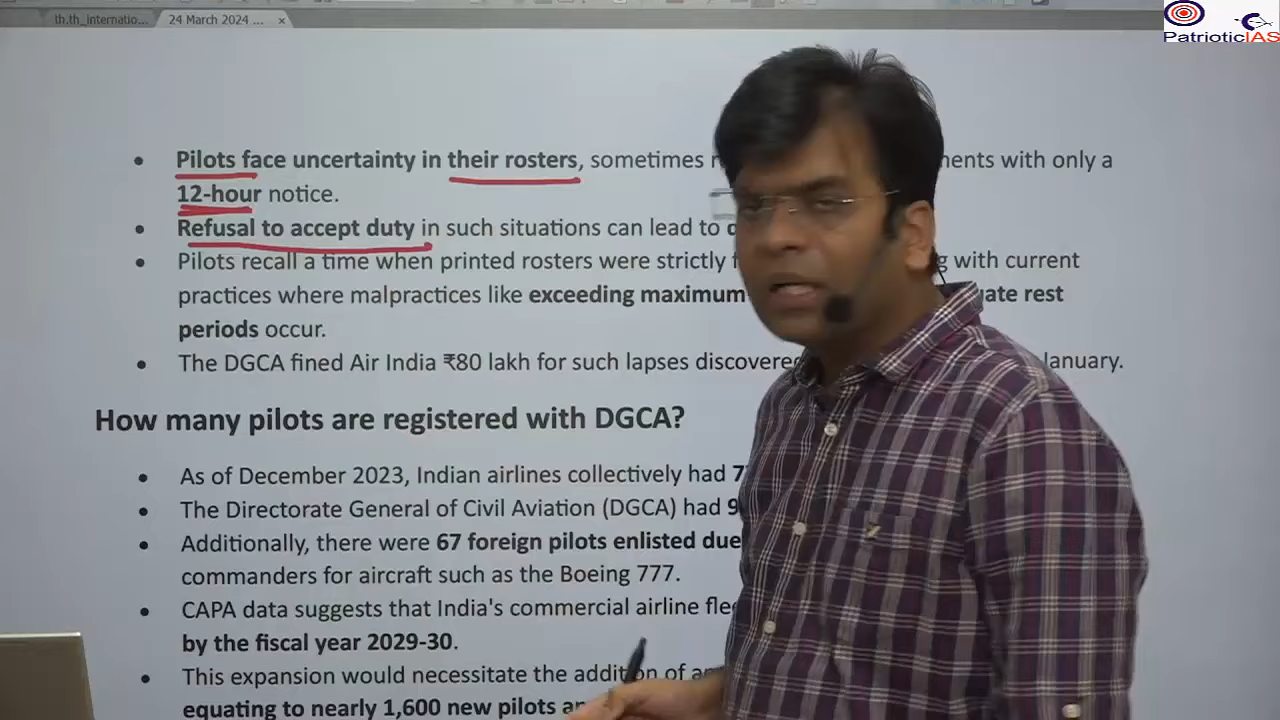 th.th_internatio...
24 March 2024 ...
PatrioticIAS
Pilots face uncertainty in their rosters, sometimes with only a
12-hour notice.
Refusal to accept duty in such situations can lead to
Pilots recall a time when printed rosters were strictly with current
practices where malpractices like exceeding maximum rest
periods occur.
The DGCA fined Air India ₹80 lakh for such lapses discovered January.
How many pilots are registered with DGCA?
As of December 2023, Indian airlines collectively had
The Directorate General of Civil Aviation (DGCA) had
Additionally, there were 67 foreign pilots enlisted due
commanders for aircraft such as the Boeing 777.
CAPA data suggests that India's commercial airline
by the fiscal year 2029-30.
This expansion would necessitate the addition of
equating to nearly 1,600 new pilots